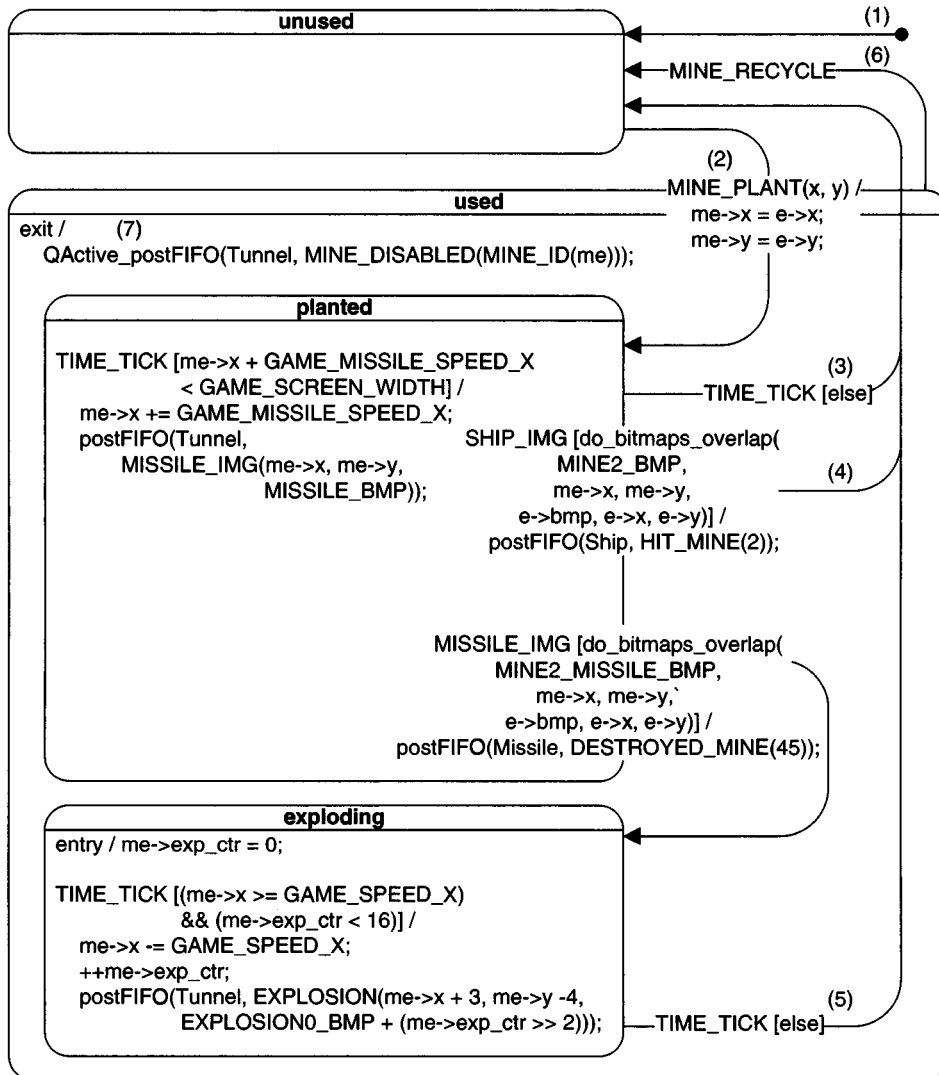 unused
(1)
(6)
MINE_RECYCLE
(2)
MINE_PLANT(x, y) /
me->x = e->x;
me->y = e->y;
used
exit / (7)
QActive_postFIFO(Tunnel, MINE_DISABLED(MINE_ID(me)));
planted
TIME_TICK [me->x + GAME_MISSILE_SPEED_X
< GAME_SCREEN_WIDTH] /
me->x += GAME_MISSILE_SPEED_X;
postFIFO(Tunnel,
MISSILE_IMG(me->x, me->y,
MISSILE_BMP));
(3)
TIME_TICK [else]
SHIP_IMG [do_bitmaps_overlap(
MINE2_BMP,
me->x, me->y,
e->bmp, e->x, e->y)] /
postFIFO(Ship, HIT_MINE(2));
(4)
MISSILE_IMG [do_bitmaps_overlap(
MINE2_MISSILE_BMP,
me->x, me->y,`
e->bmp, e->x, e->y)] /
postFIFO(Missile, DESTROYED_MINE(45));
exploding
entry / me->exp_ctr = 0;
TIME_TICK [(me->x >= GAME_SPEED_X)
&& (me->exp_ctr < 16)] /
me->x -= GAME_SPEED_X;
++me->exp_ctr;
postFIFO(Tunnel, EXPLOSION(me->x + 3, me->y -4,
EXPLOSION0_BMP + (me->exp_ctr >> 2)));
(5)
TIME_TICK [else]